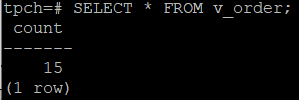 tpch=# SELECT * FROM v_order;
 count
-------
    15
(1 row)